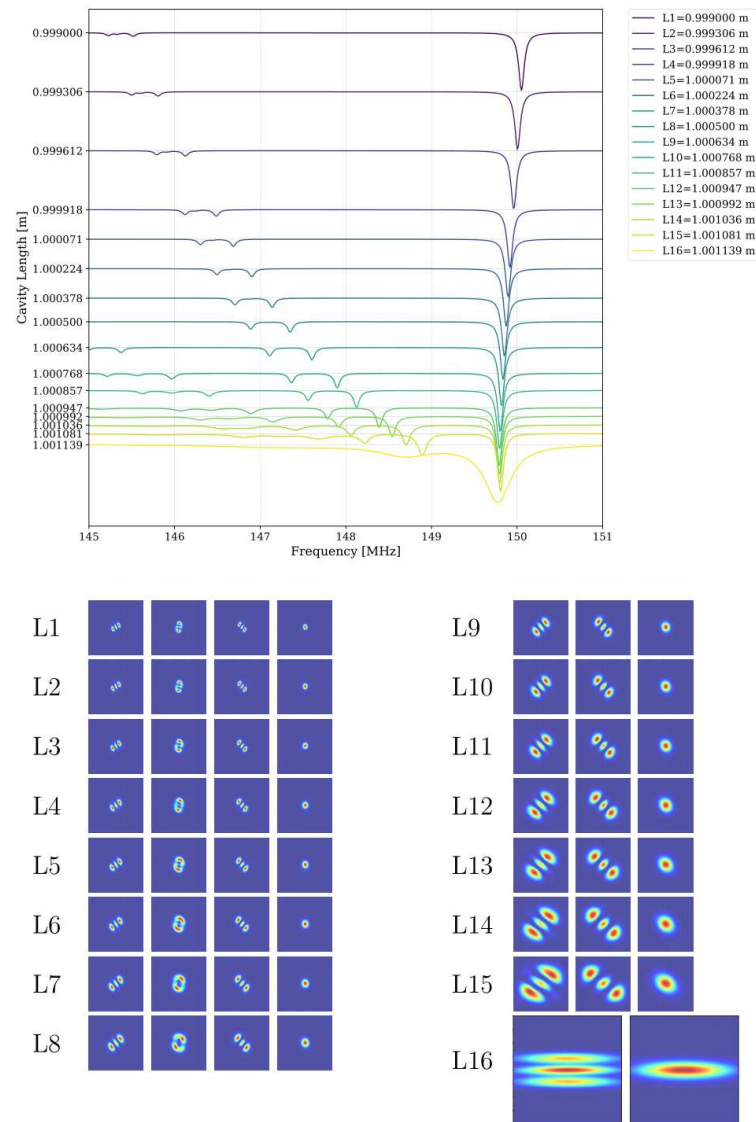 Cavity Length [m]
0.999000
0.999306
0.999612
0.999918
1.000071
1.000224
1.000378
1.000500
1.000634
1.000768
1.000857
1.000947
1.000992
1.001036
1.001081
1.001139
145 146 147 148 149 150 151
Frequency [MHz]
L1=0.999000 m
L2=0.999306 m
L3=0.999612 m
L4=0.999918 m
L5=1.000071 m
L6=1.000224 m
L7=1.000378 m
L8=1.000500 m
L9=1.000634 m
L10=1.000768 m
L11=1.000857 m
L12=1.000947 m
L13=1.000992 m
L14=1.001036 m
L15=1.001081 m
L16=1.001139 m
L1
L2
L3
L4
L5
L6
L7
L8
L9
L10
L11
L12
L13
L14
L15
L16